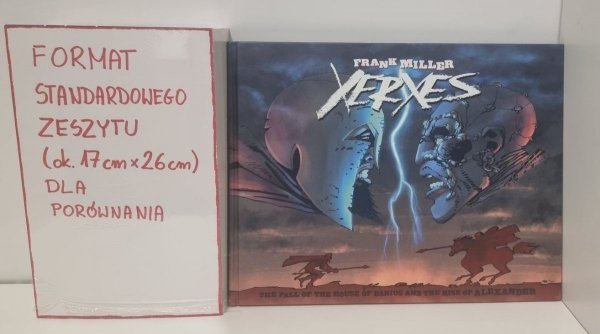 FORMAT
STANDARDOWEGO
ZESZYTU
(ok. 17cm x 26cm)
DLA
PORÓWNANIA
FRANK MILLER
XERXES
THE FALL OF THE HOUSE OF DARIUS AND THE RISE OF ALEXANDER